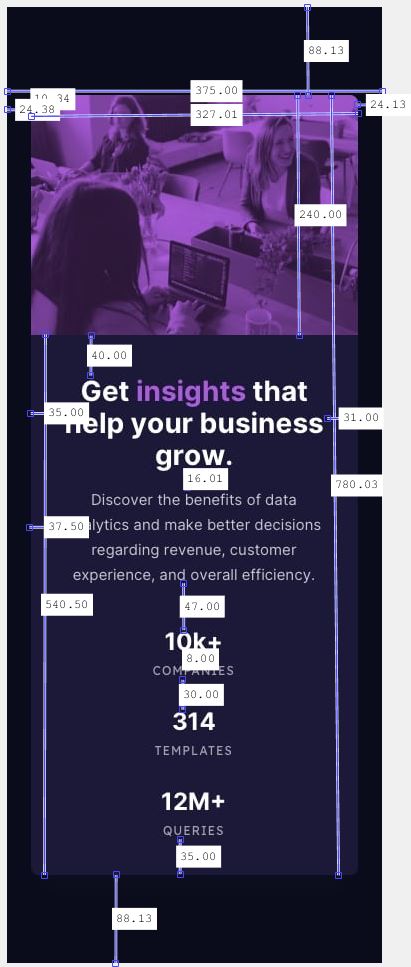 88.13
375.00
10.34
24.38
24.13
327.01
240.00
40.00
Get insights that
35.00
31.00
help your business
grow.
16.01
780.03
Discover the benefits of data
37.50
analytics and make better decisions
regarding revenue, customer
experience, and overall efficiency.
540.50
47.00
10k+
8.00
COMPANIES
30.00
314
TEMPLATES
12M+
QUERIES
35.00
88.13